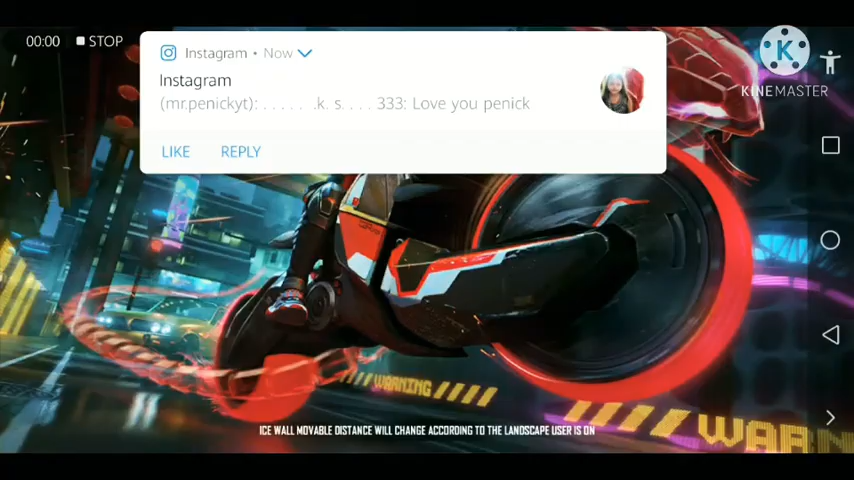 00:00 STOP
Instagram • Now
Instagram
(mr.penickyt): . . . . . .k. s. . . . 333: Love you penick
LIKE REPLY
KINEMASTER
WARNING
WARN
ICE WALL MOVABLE DISTANCE WILL CHANGE ACCORDING TO THE LANDSCAPE USER IS ON